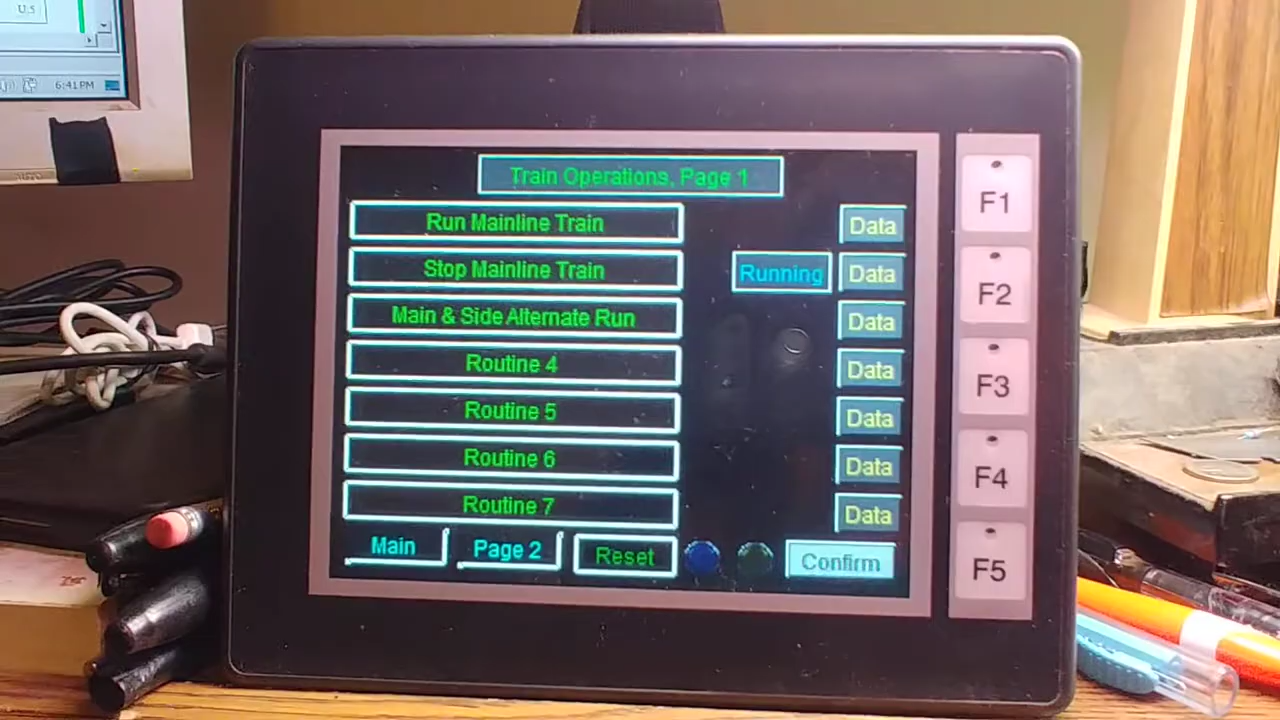 U.5
6:41 PM
AUTO
Train Operations, Page 1
Run Mainline Train
Data
Stop Mainline Train
Running
Data
Main & Side Alternate Run
Data
Routine 4
Data
Routine 5
Data
Routine 6
Data
Routine 7
Data
Main
Page 2
Reset
Confirm
F1
F2
F3
F4
F5